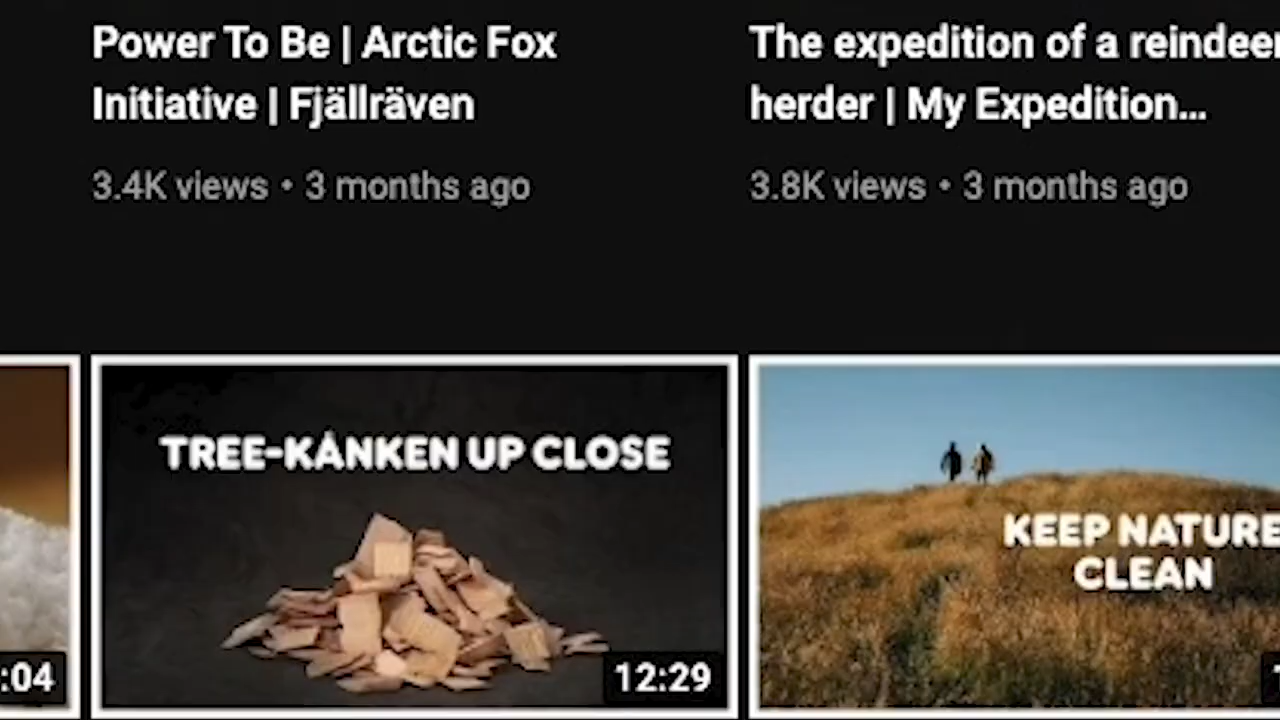 Power To Be | Arctic Fox
Initiative | Fjällräven
3.4K views • 3 months ago
The expedition of a reindeer
herder | My Expedition...
3.8K views • 3 months ago
:04
TREE-KÅNKEN UP CLOSE
12:29
KEEP NATURE
CLEAN